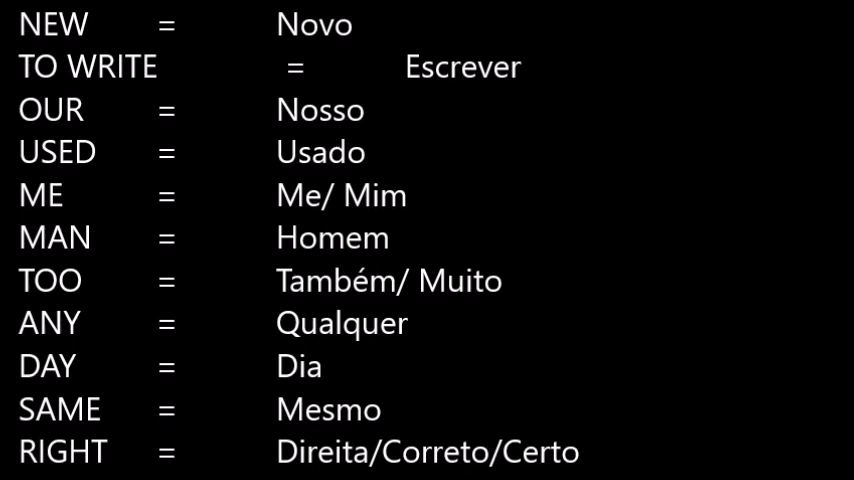 NEW = Novo
TO WRITE = Escrever
OUR = Nosso
USED = Usado
ME = Me/ Mim
MAN = Homem
TOO = Também/ Muito
ANY = Qualquer
DAY = Dia
SAME = Mesmo
RIGHT = Direita/Correto/Certo